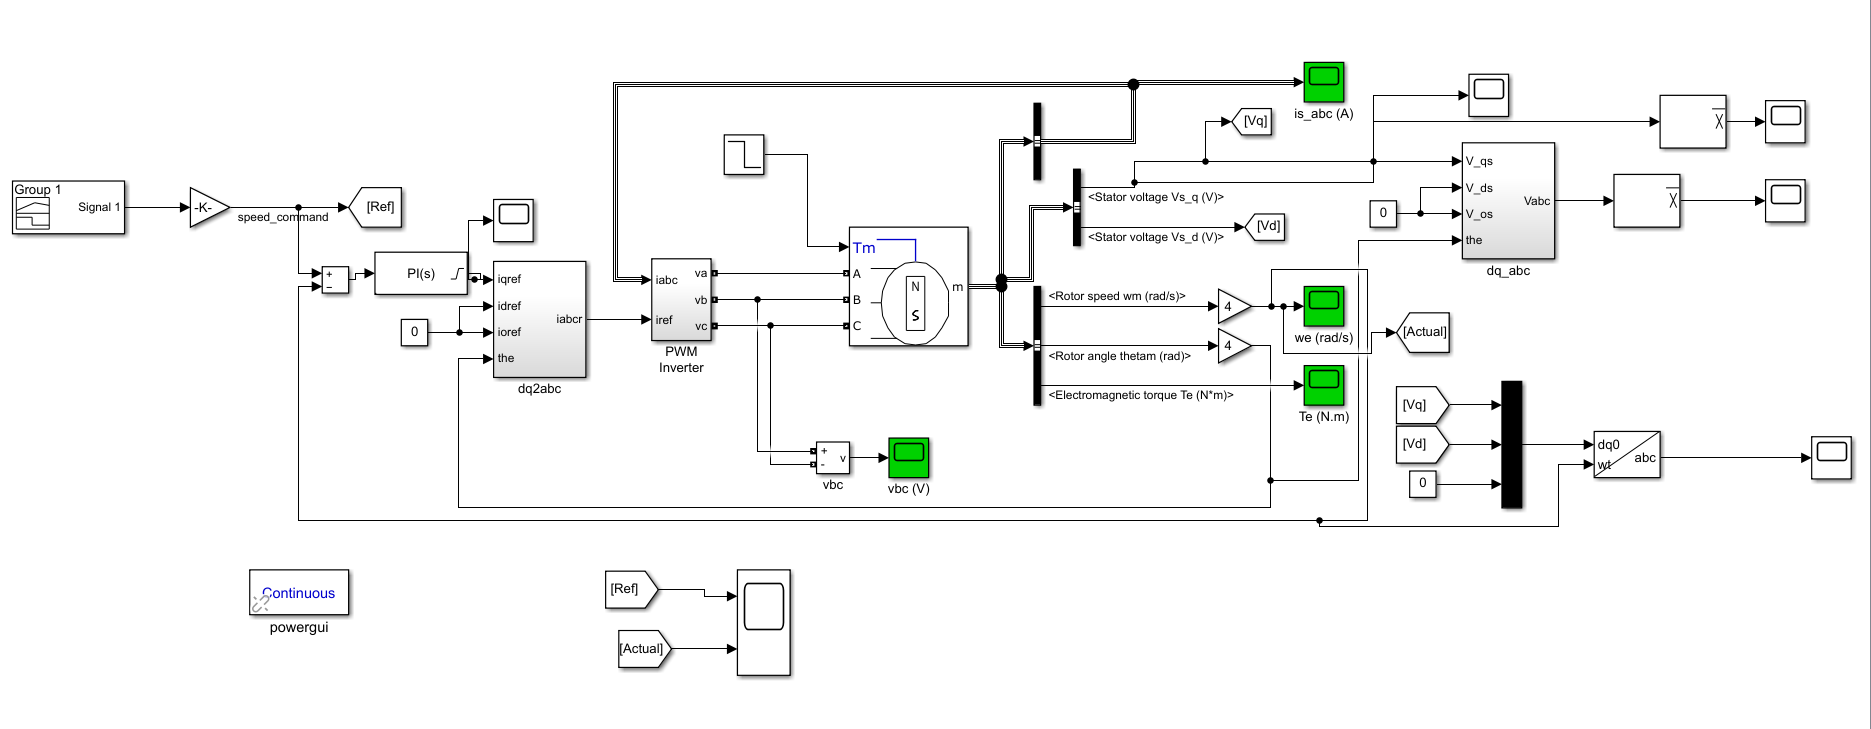 Group 1
Signal 1
-K-
speed_command
[Ref]
+
−
PI(s)
0
iqref
idref
ioref
the
iabcr
dq2abc
iabc
iref
va
vb
vc
PWM
Inverter
Tm
A
B
C
N
S
m
+
-
v
vbc
vbc (V)
is_abc (A)
[Vq]
<Stator voltage Vs_q (V)>
<Stator voltage Vs_d (V)>
[Vd]
<Rotor speed wm (rad/s)>
4
we (rad/s)
<Rotor angle thetam (rad)>
4
<Electromagnetic torque Te (N*m)>
Te (N.m)
[Actual]
0
V_qs
V_ds
V_os
the
Vabc
dq_abc
X
X
[Vq]
[Vd]
0
dq0
wt
abc
Continuous
powergui
[Ref]
[Actual]